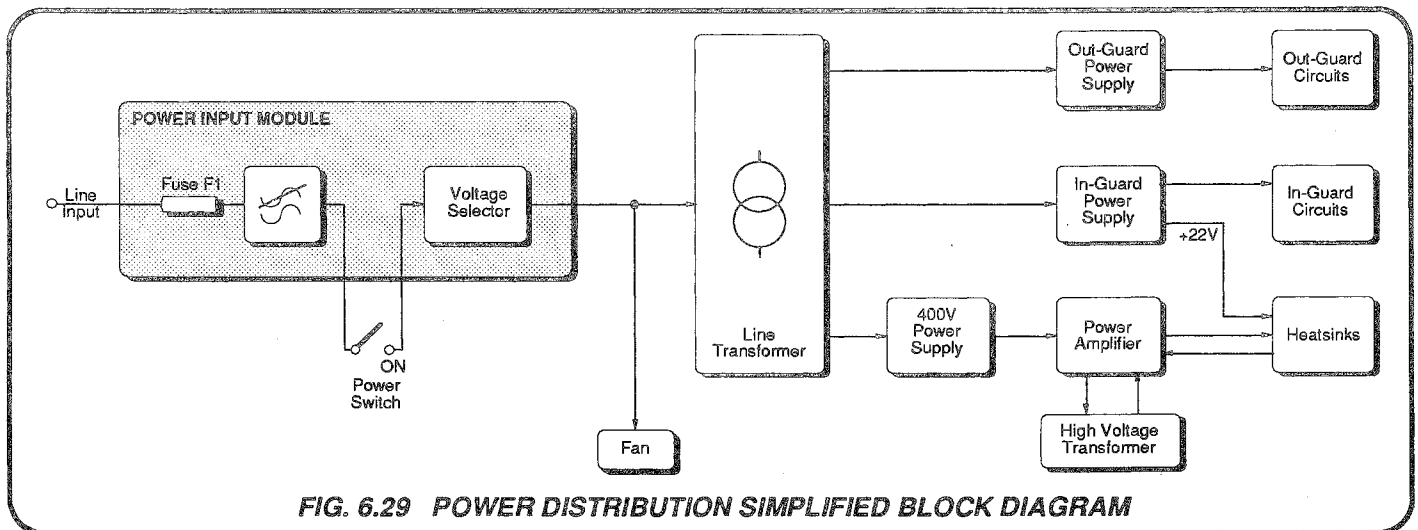 POWER INPUT MODULE
Line
Input
Fuse F1
Voltage
Selector
ON
Power
Switch
Fan
Line
Transformer
Out-Guard
Power
Supply
Out-Guard
Circuits
In-Guard
Power
Supply
In-Guard
Circuits
+22V
400V
Power
Supply
Power
Amplifier
Heatsinks
High Voltage
Transformer
FIG. 6.29 POWER DISTRIBUTION SIMPLIFIED BLOCK DIAGRAM